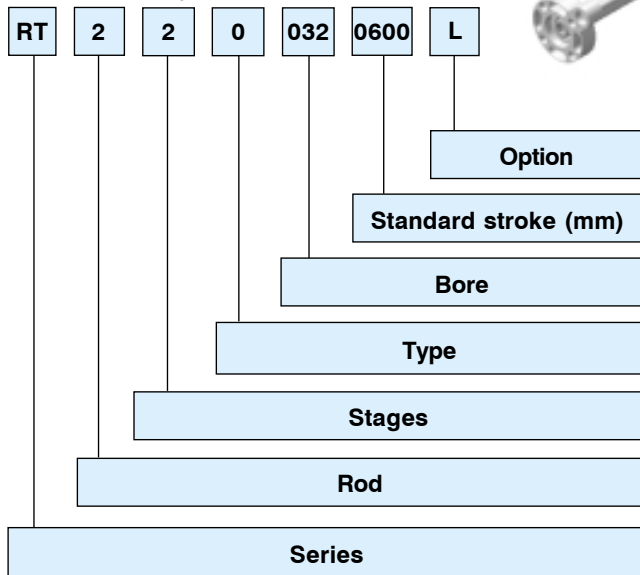 RT 2 2 0 032 0600 L
Option
Standard stroke (mm)
Bore
Type
Stages
Rod
Series